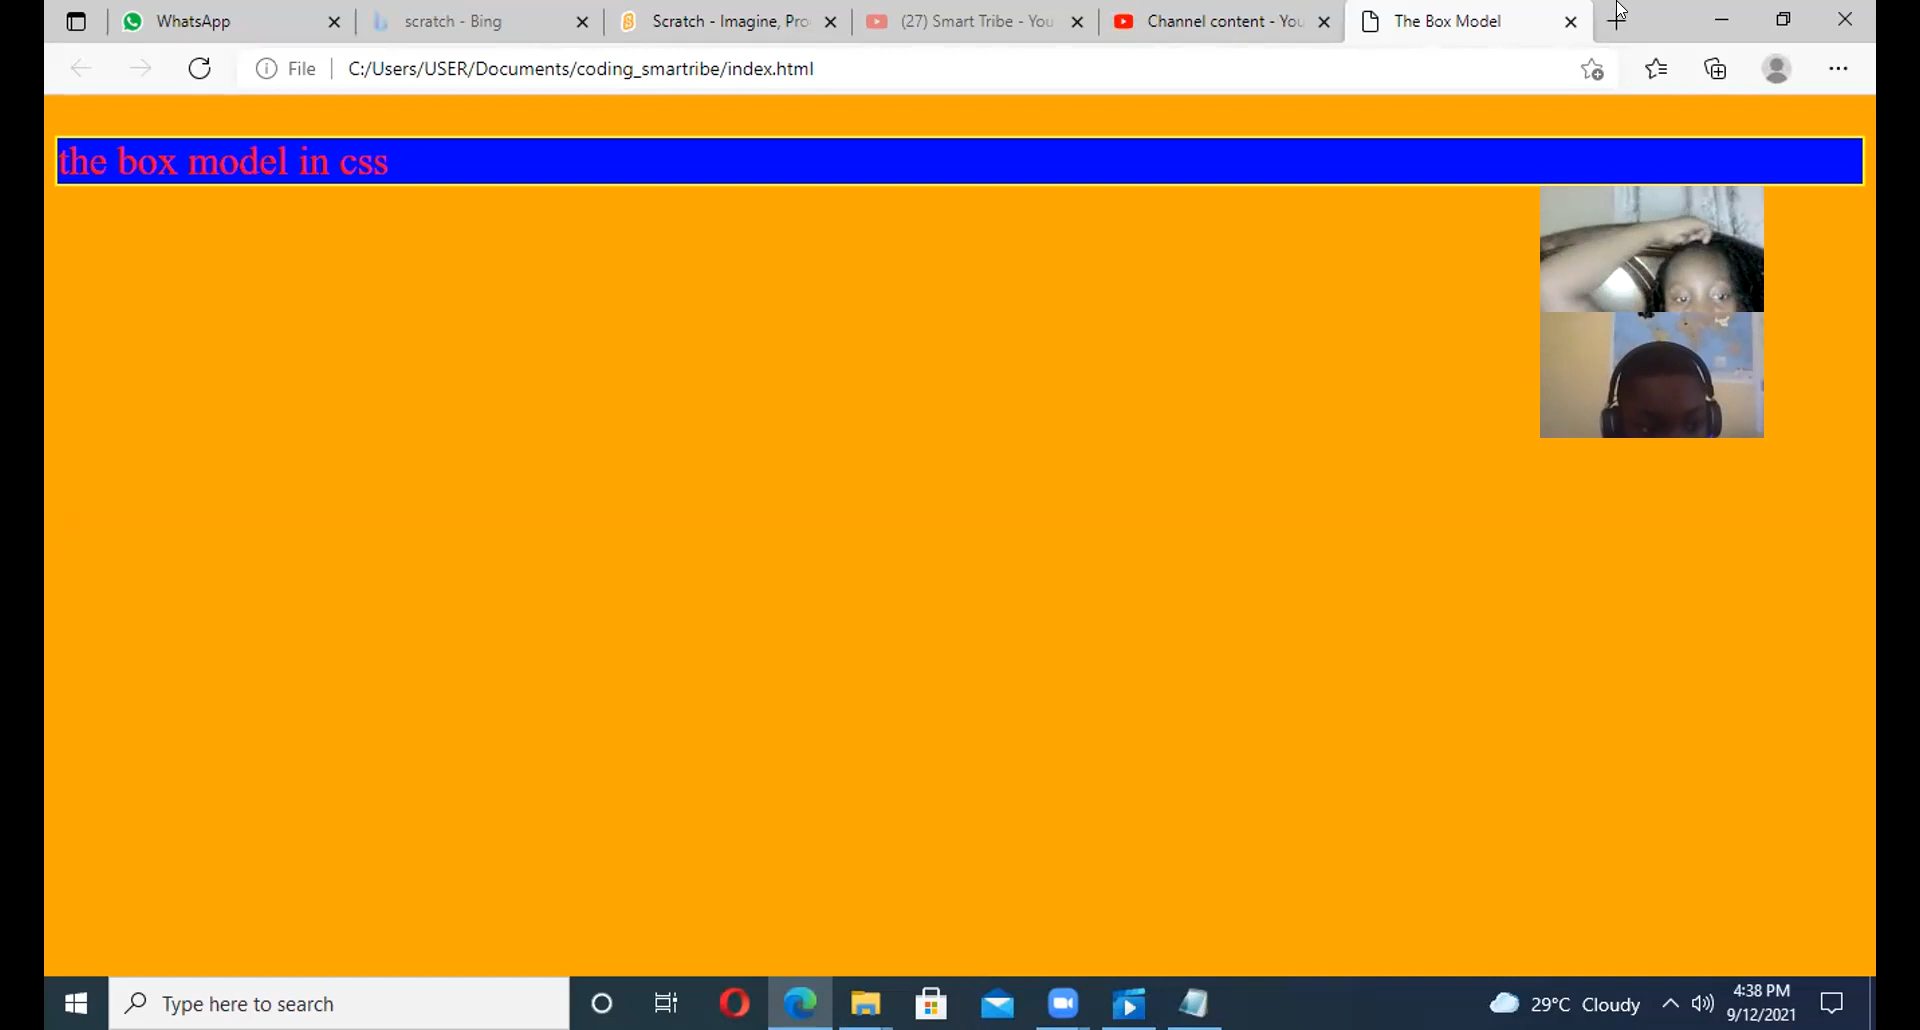 WhatsApp
scratch - Bing
Scratch - Imagine, Pro
(27) Smart Tribe - You
Channel content - You
The Box Model
File
C:/Users/USER/Documents/coding_smartribe/index.html
the box model in css
Type here to search
29°C Cloudy
4:38 PM
9/12/2021